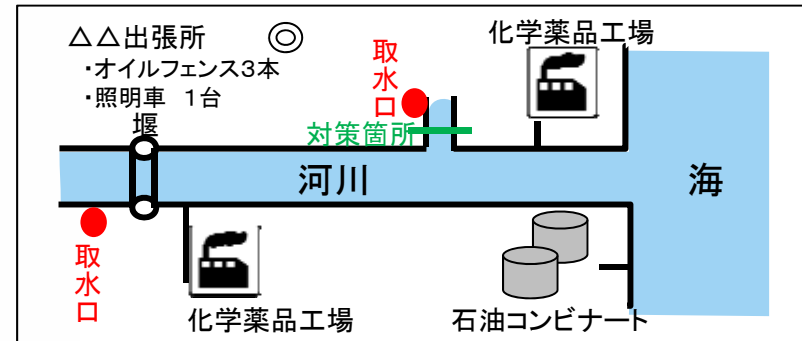 △△出張所 ◎
・オイルフェンス3本
・照明車 1台
堰
取水口
化学薬品工場
対策箇所
河川
海
取水口
化学薬品工場
石油コンビナート